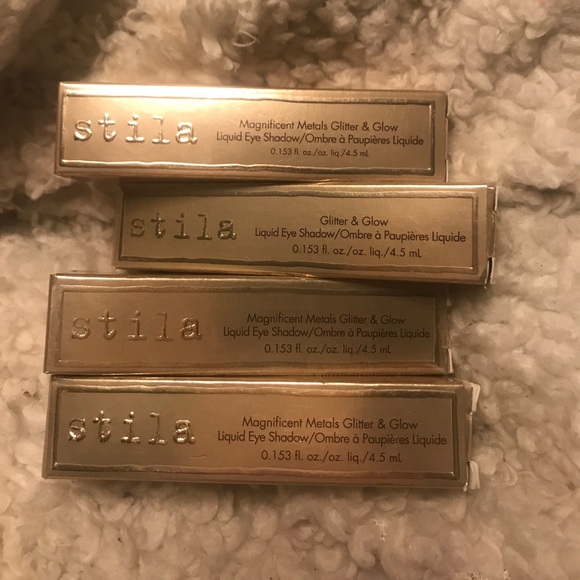 stila
Magnificent Metals Glitter & Glow
Liquid Eye Shadow/Ombre à Paupières Liquide
0.153 fl. oz./oz. liq./4.5 mL
stila
Glitter & Glow
Liquid Eye Shadow/Ombre à Paupières Liquide
0.153 fl. oz./oz. liq./4.5 mL
stila
Magnificent Metals Glitter & Glow
Liquid Eye Shadow/Ombre à Paupières Liquide
0.153 fl. oz./oz. liq./4.5 mL
stila
Magnificent Metals Glitter & Glow
Liquid Eye Shadow/Ombre à Paupières Liquide
0.153 fl. oz./oz. liq./4.5 mL